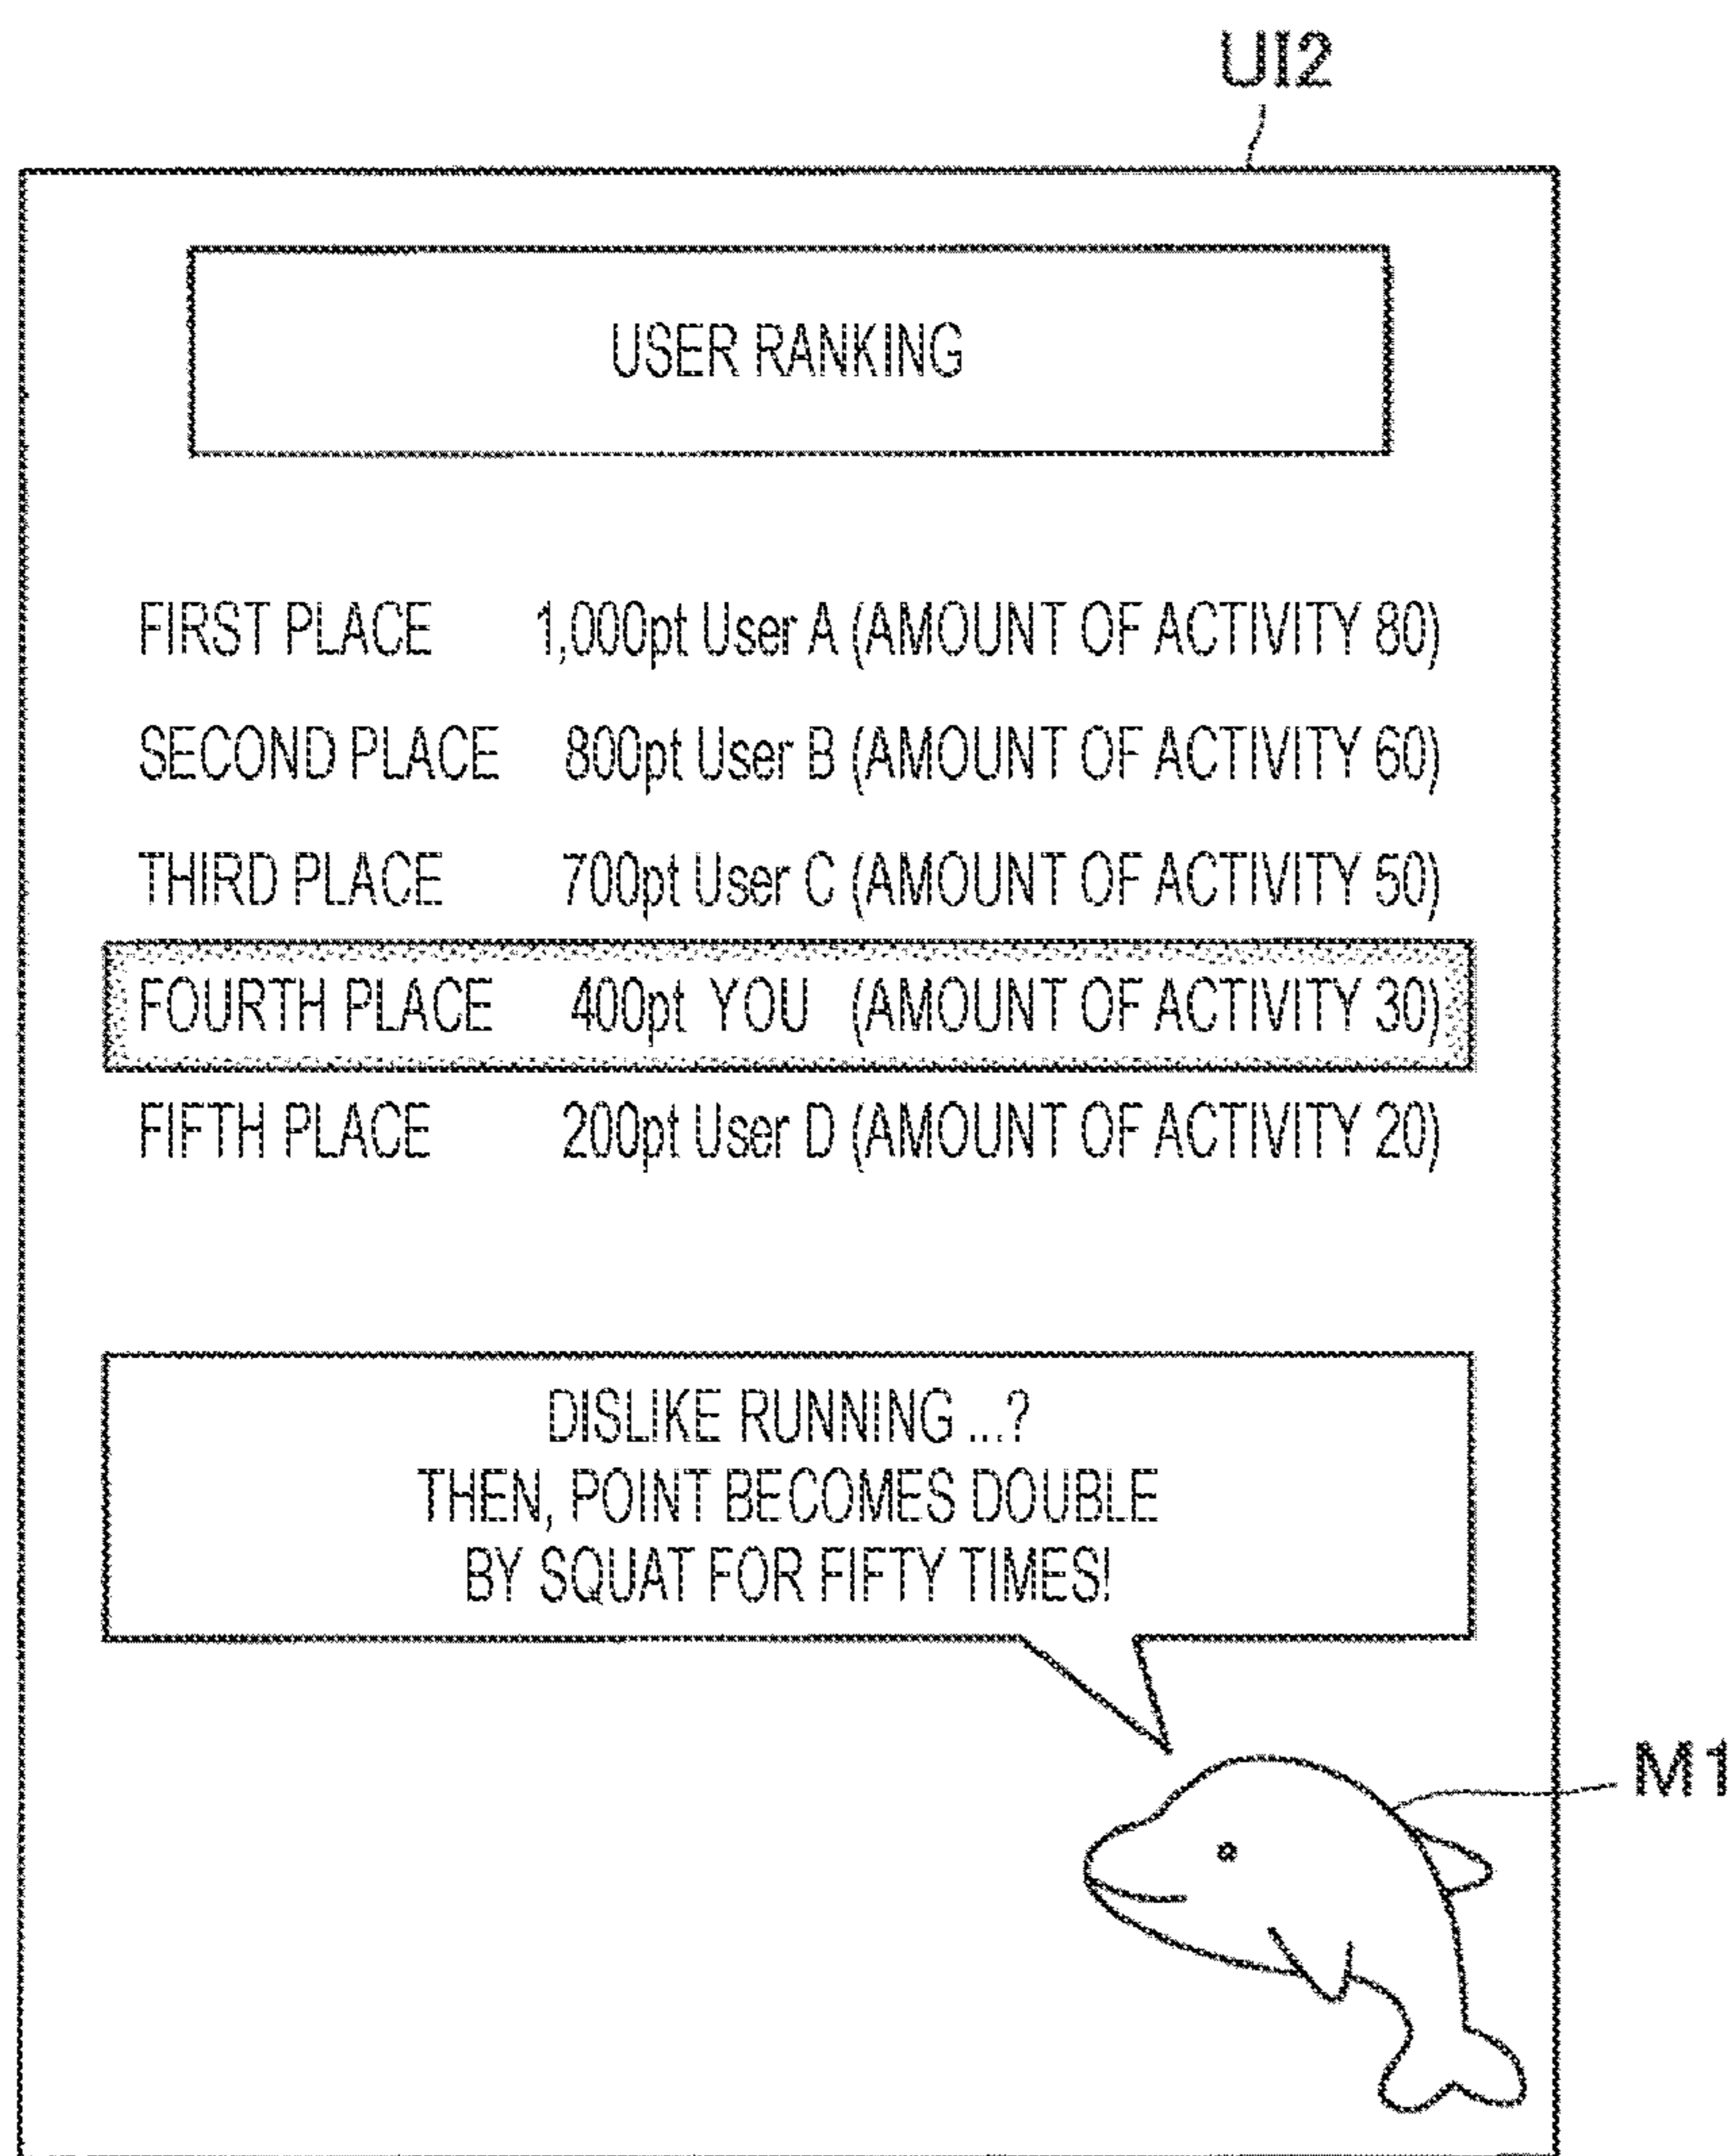 UI2
USER RANKING
FIRST PLACE 1,000pt User A (AMOUNT OF ACTIVITY 80)
SECOND PLACE 800pt User B (AMOUNT OF ACTIVITY 60)
THIRD PLACE 700pt User C (AMOUNT OF ACTIVITY 50)
FOURTH PLACE 400pt YOU (AMOUNT OF ACTIVITY 30)
FIFTH PLACE 200pt User D (AMOUNT OF ACTIVITY 20)
DISLIKE RUNNING ...?
THEN, POINT BECOMES DOUBLE
BY SQUAT FOR FIFTY TIMES!
M1